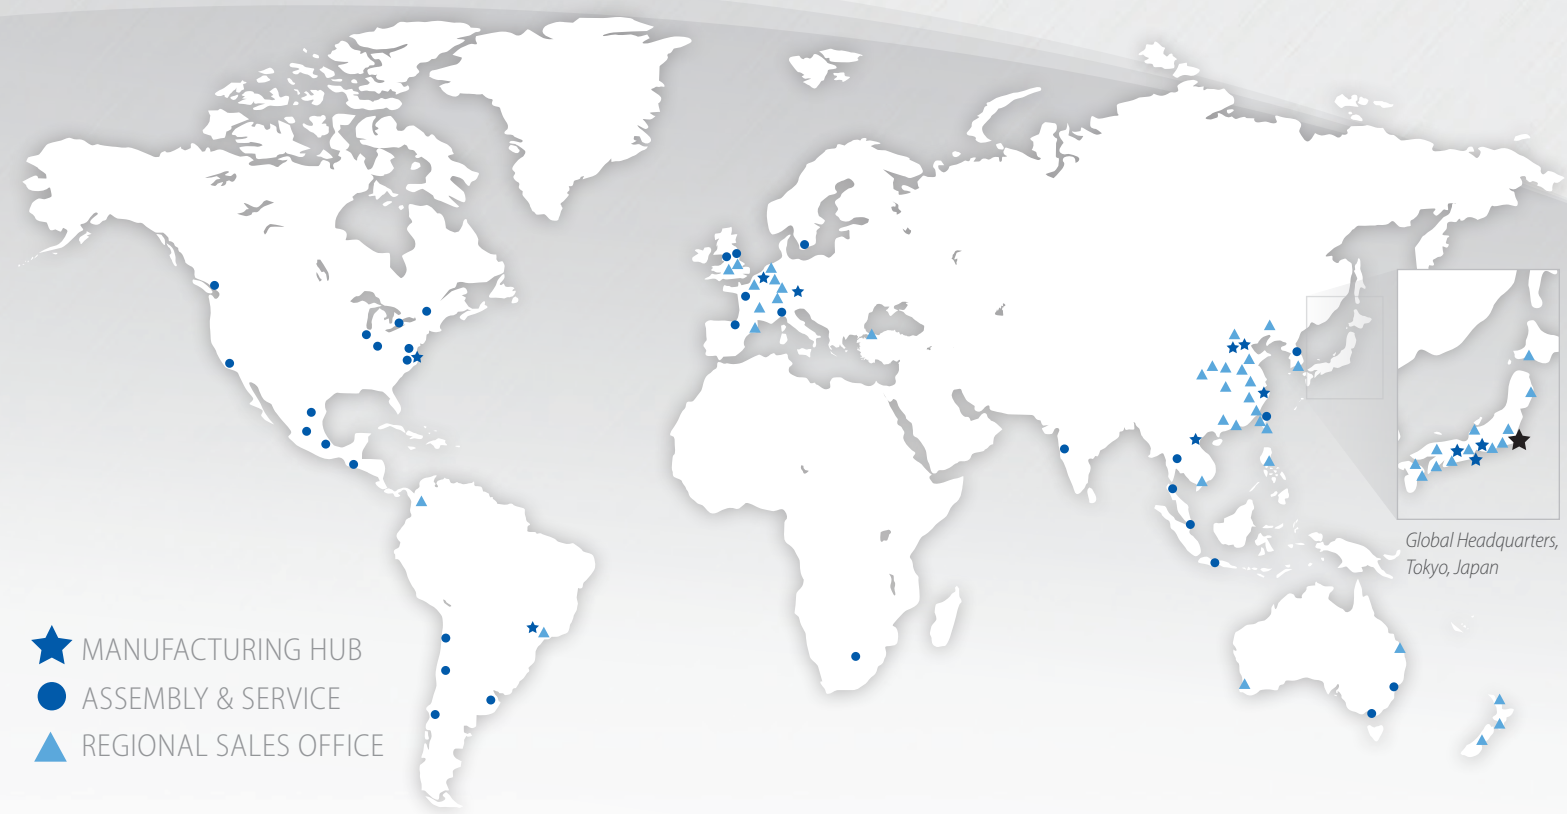 Global Headquarters,
Tokyo, Japan
MANUFACTURING HUB
ASSEMBLY & SERVICE
REGIONAL SALES OFFICE